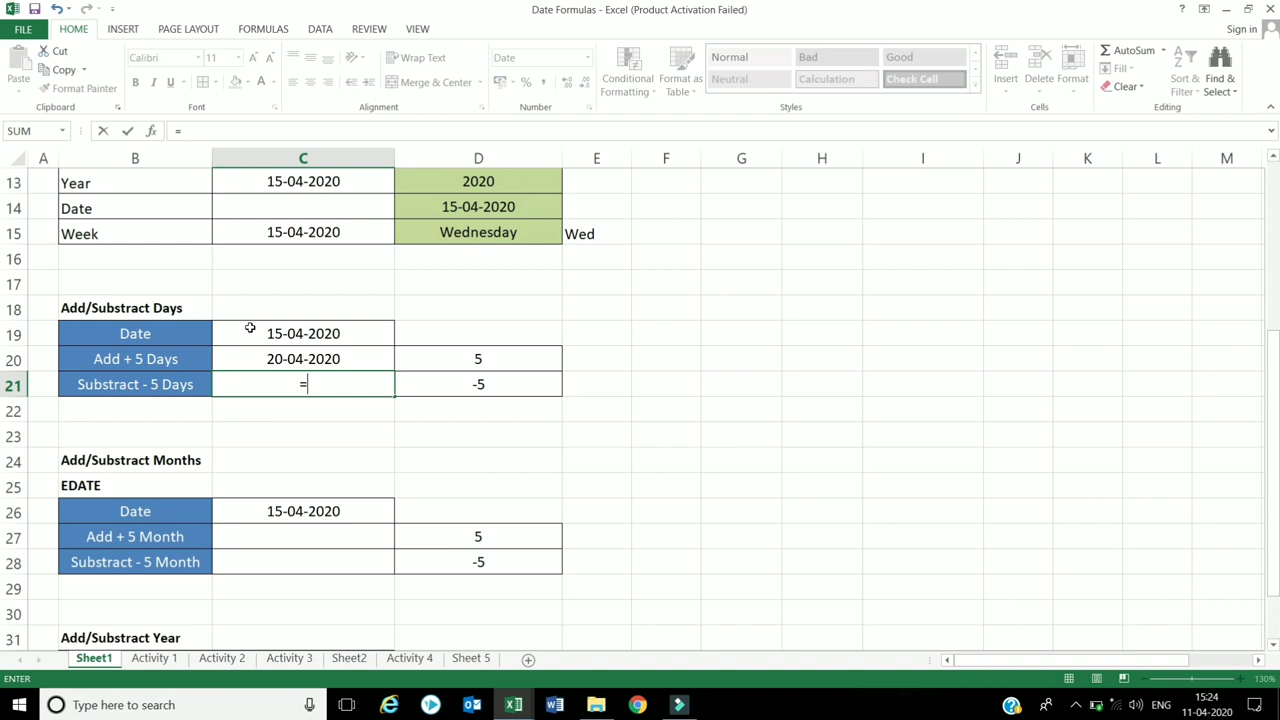 Date Formulas - Excel (Product Activation Failed)
FILE HOME INSERT PAGE LAYOUT FORMULAS DATA REVIEW VIEW Sign in
Paste Cut Copy Format Painter
Calibri 11
Wrap Text
Merge & Center
Date
Conditional Formatting Format as Table
Normal Bad Good
Neutral Calculation Check Cell
Insert Delete Format
AutoSum Fill Clear
Sort & Filter Find & Select
Clipboard Font Alignment Number Styles Cells Editing
SUM fx =
A B C D E F G H I J K L M
13 Year 15-04-2020 2020
14 Date 15-04-2020
15 Week 15-04-2020 Wednesday Wed
16
17
18 Add/Substract Days
19 Date 15-04-2020
20 Add + 5 Days 20-04-2020 5
21 Substract - 5 Days = -5
22
23
24 Add/Substract Months
25 EDATE
26 Date 15-04-2020
27 Add + 5 Month 5
28 Substract - 5 Month -5
29
30
31 Add/Substract Year
Sheet1 Activity 1 Activity 2 Activity 3 Sheet2 Activity 4 Sheet 5
ENTER 130%
Type here to search ENG 15:24
11-04-2020